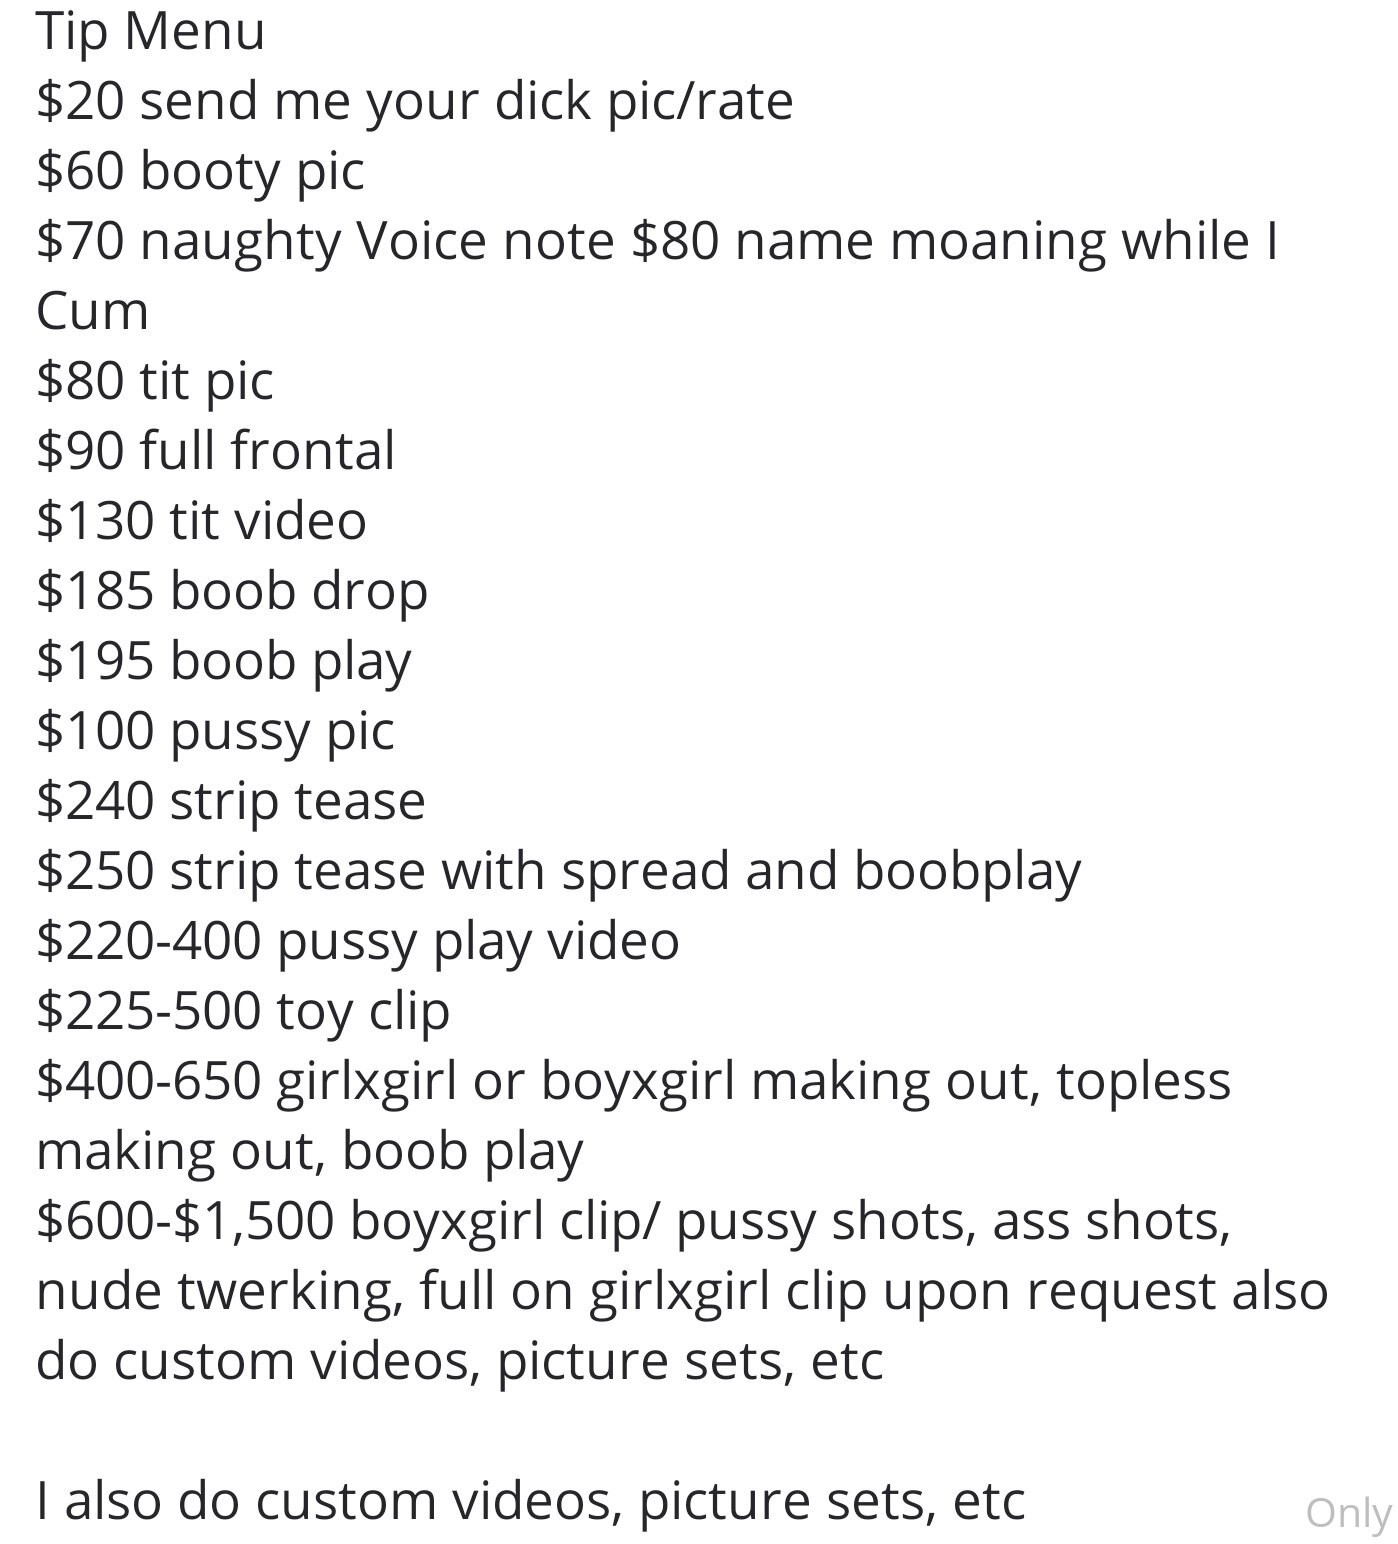 Tip Menu
$20 send me your dick pic/rate
$60 booty pic
$70 naughty Voice note $80 name moaning while I
Cum
$80 tit pic
$90 full frontal
$130 tit video
$185 boob drop
$195 boob play
$100 pussy pic
$240 strip tease
$250 strip tease with spread and boobplay
$220-400 pussy play video
$225-500 toy clip
$400-650 girlxgirl or boyxgirl making out, topless
making out, boob play
$600-$1,500 boyxgirl clip/ pussy shots, ass shots,
nude twerking, full on girlxgirl clip upon request also
do custom videos, picture sets, etc
I also do custom videos, picture sets, etc
Only